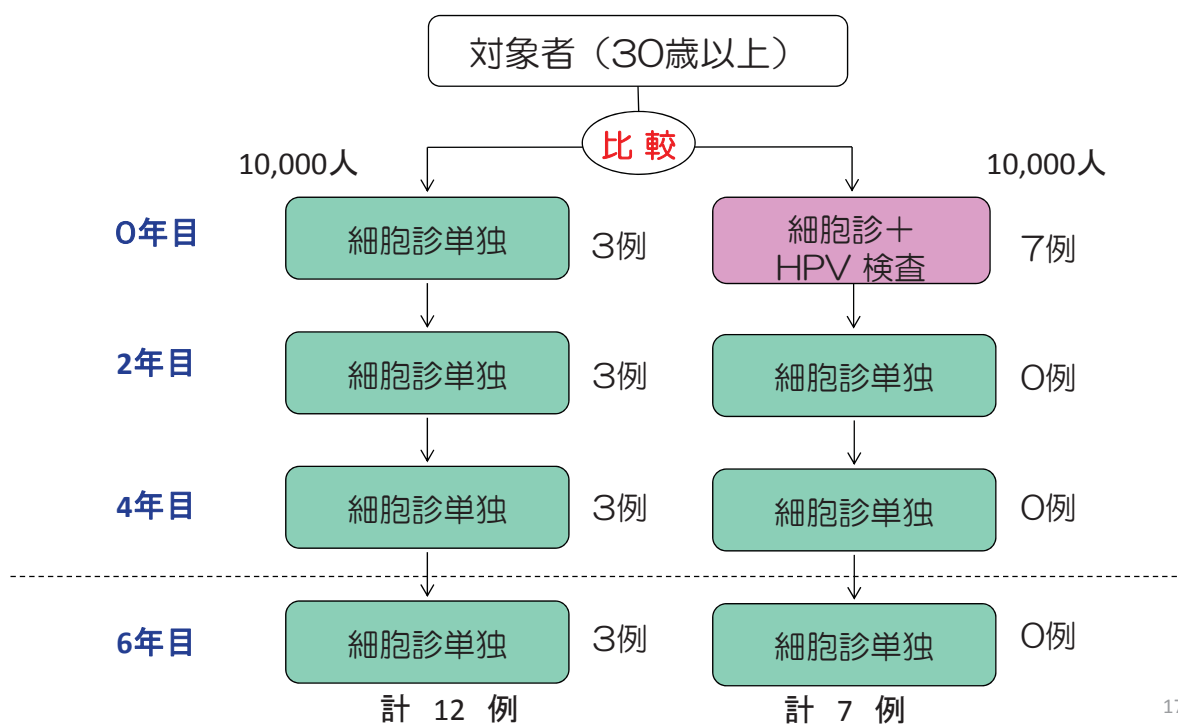 対象者（30歳以上）
比較
10,000人
10,000人
0年目
細胞診単独
3例
細胞診＋
HPV 検査
7例
2年目
細胞診単独
3例
細胞診単独
0例
4年目
細胞診単独
3例
細胞診単独
0例
6年目
細胞診単独
3例
細胞診単独
0例
計 12 例
計 7 例
17